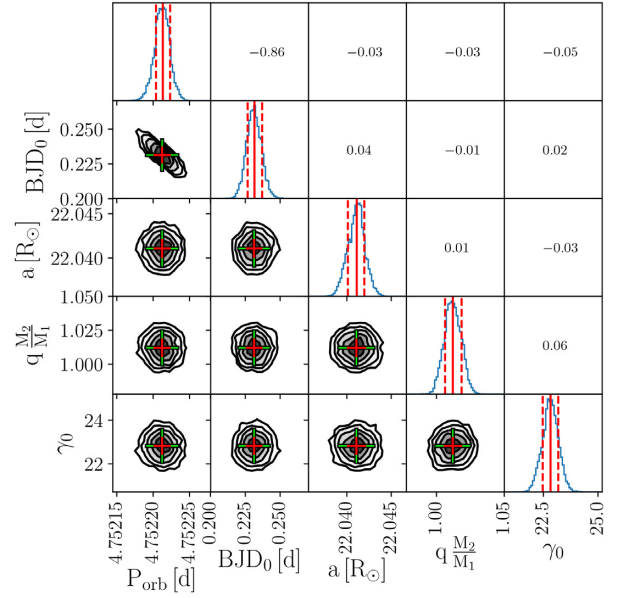 −0.86 −0.03 −0.03 −0.05
BJD₀ [d] 0.250 0.225 0.200 0.04 −0.01 0.02
a [R⊙] 22.045 22.040 0.01 −0.03
q M₂/M₁ 1.050 1.025 1.000 0.06
γ₀ 24 22
4.75215 4.75220 4.75225 0.200 0.250 22.040 22.045 1.00 1.05 22.5 25.0
P_orb [d] BJD₀ [d] a [R⊙] q M₂/M₁ γ₀